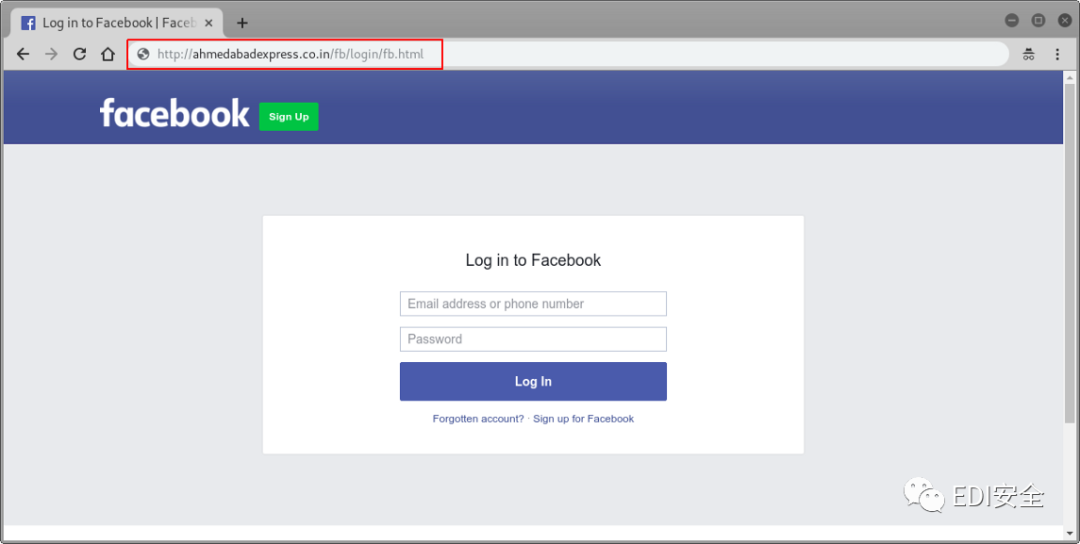 Log in to Facebook | Faceb
http://ahmedabadexpress.co.in/fb/login/fb.html
facebook
Sign Up
Log in to Facebook
Email address or phone number
Password
Log In
Forgotten account? · Sign up for Facebook
EDI安全